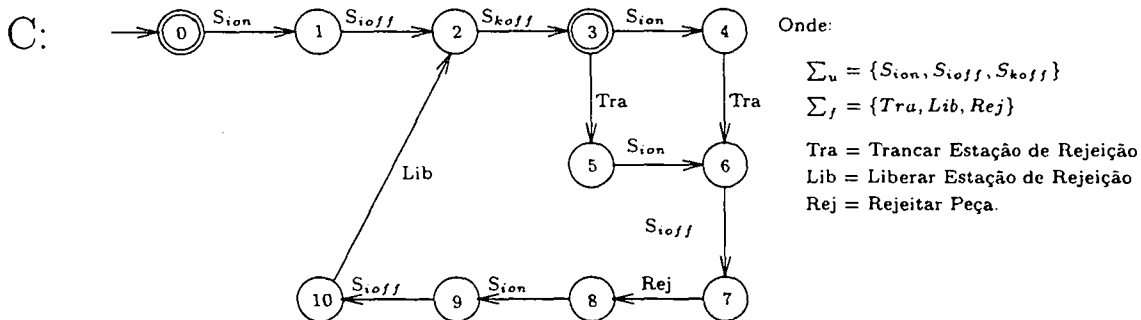 C:
S_ion S_ioff S_koff S_ion
0 1 2 3 4
Onde:
∑_u = {S_ion, S_ioff, S_koff}
∑_f = {Tra, Lib, Rej}
Tra Tra
Tra = Trancar Estação de Rejeição
Lib = Liberar Estação de Rejeição
Rej = Rejeitar Peça.
S_ion
5 6
Lib
S_ioff
S_ioff S_ion Rej
10 9 8 7